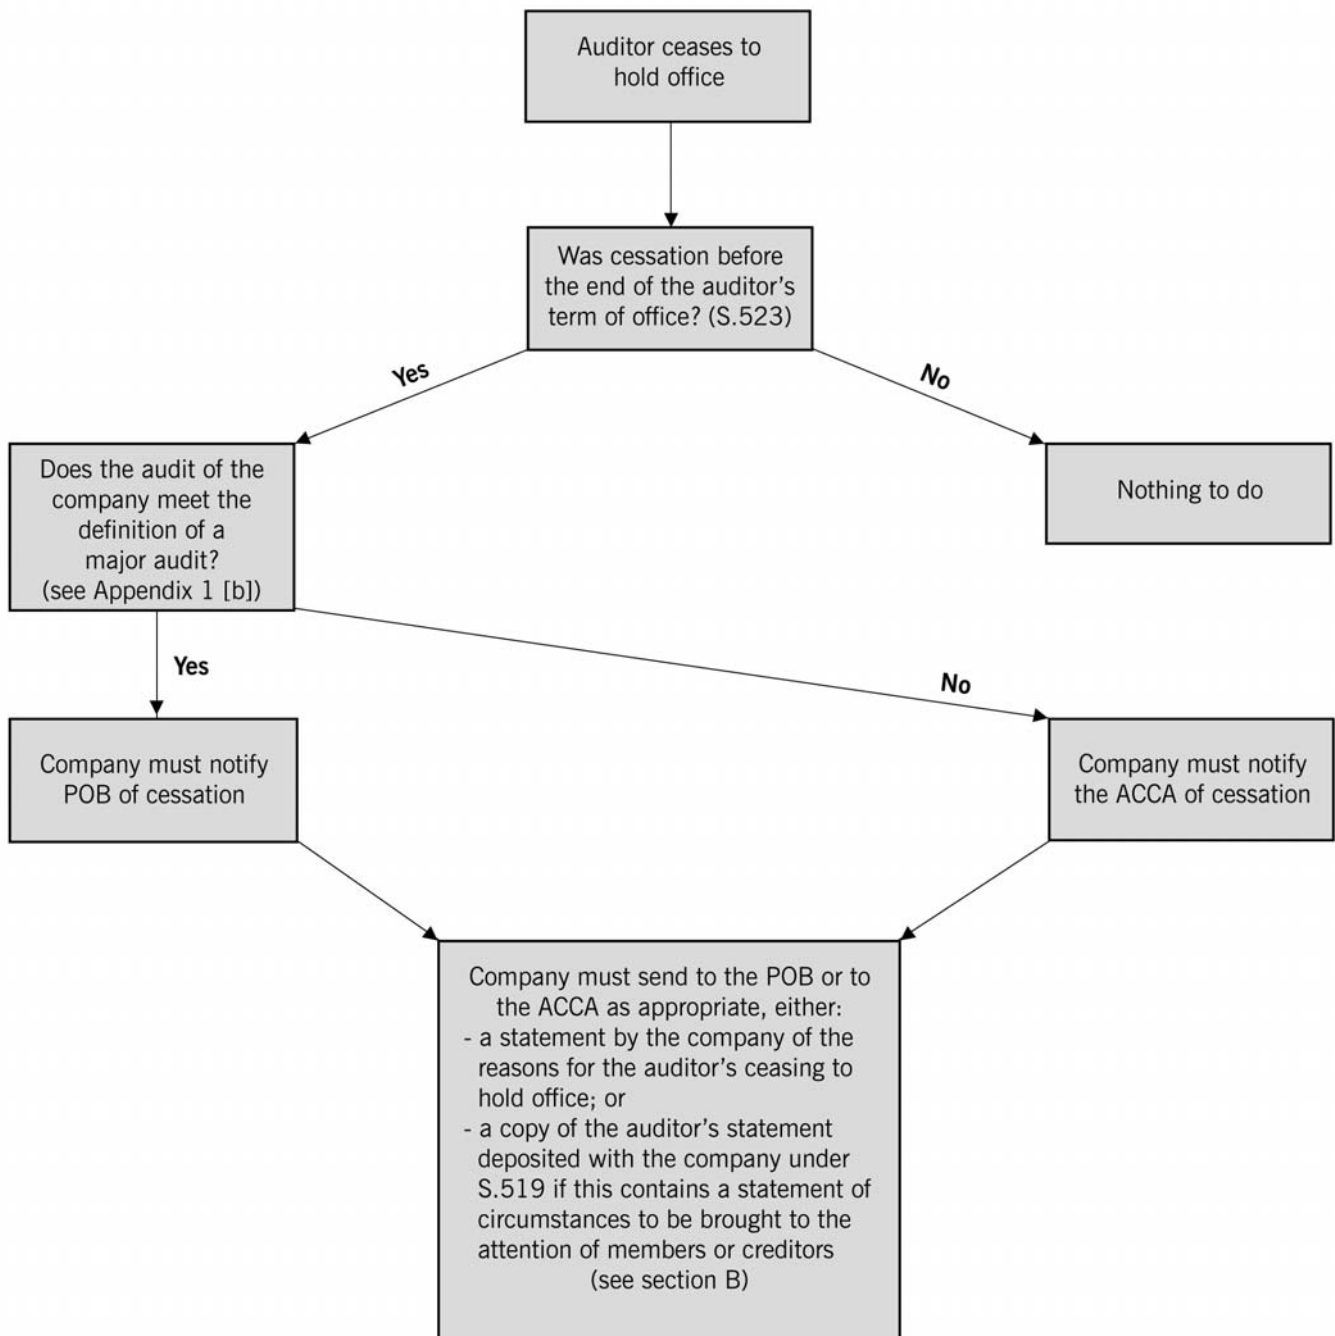 Auditor ceases to
hold office
Was cessation before
the end of the auditor's
term of office? (S.523)
Yes
No
Does the audit of the
company meet the
definition of a
major audit?
(see Appendix 1 [b])
Nothing to do
Yes
No
Company must notify
POB of cessation
Company must notify
the ACCA of cessation
Company must send to the POB or to
the ACCA as appropriate, either:
- a statement by the company of the
reasons for the auditor's ceasing to
hold office; or
- a copy of the auditor's statement
deposited with the company under
S.519 if this contains a statement of
circumstances to be brought to the
attention of members or creditors
(see section B)